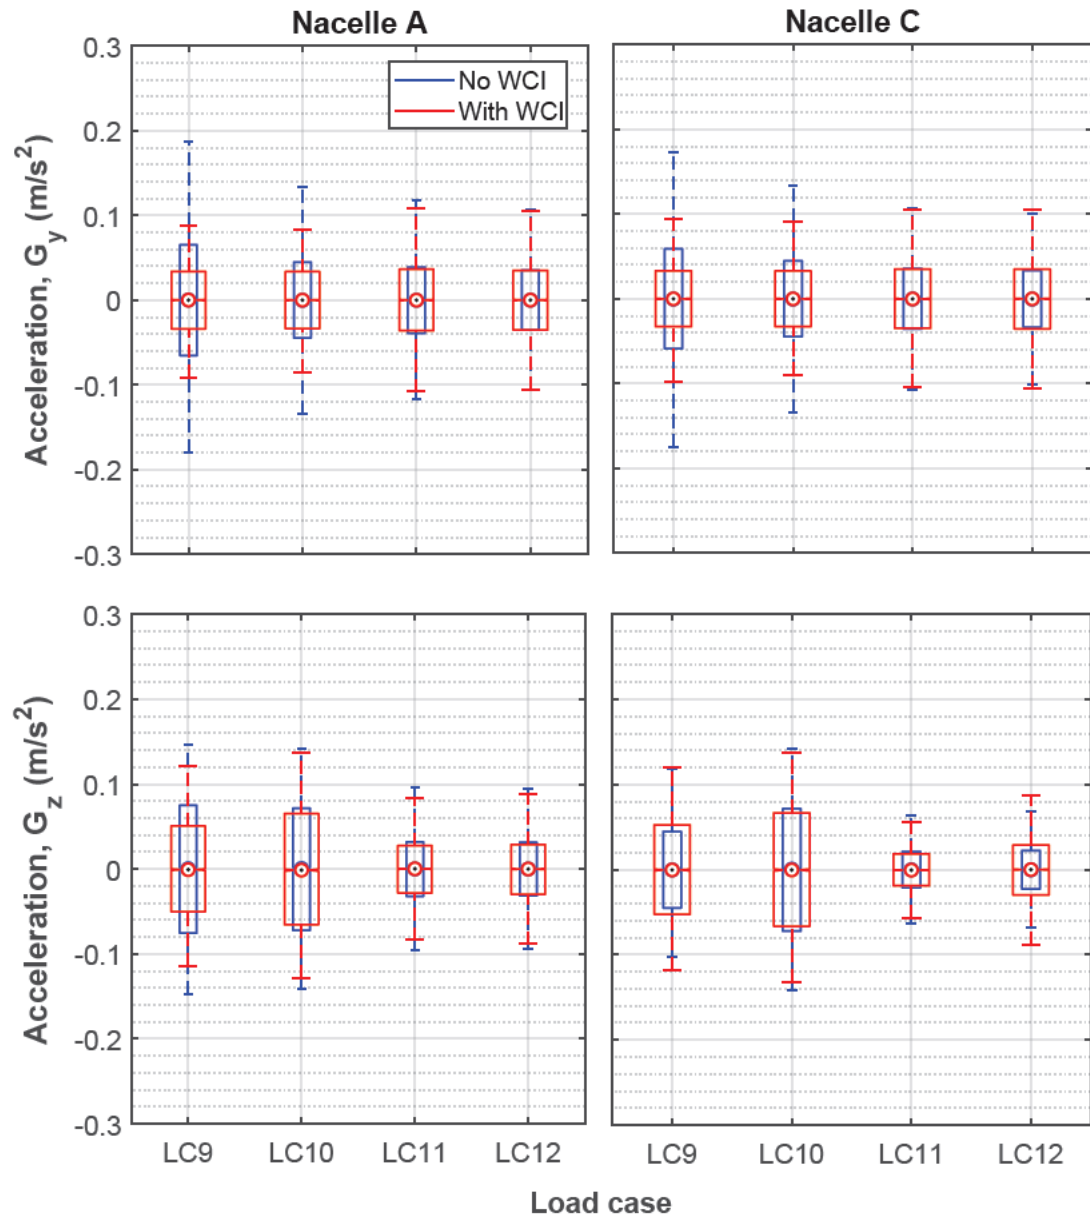 Nacelle A
Nacelle C
No WCI
With WCI
Acceleration, G_y (m/s²)
0.3
0.2
0.1
0
-0.1
-0.2
-0.3
Acceleration, G_z (m/s²)
0.3
0.2
0.1
0
-0.1
-0.2
-0.3
LC9 LC10 LC11 LC12
LC9 LC10 LC11 LC12
Load case